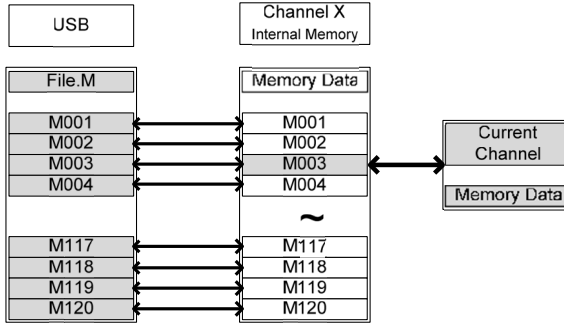 USB
Channel X
Internal Memory
File.M
Memory Data
M001
M001
M002
M002
M003
M003
M004
M004
Current
Channel
Memory Data
~
M117
M117
M118
M118
M119
M119
M120
M120